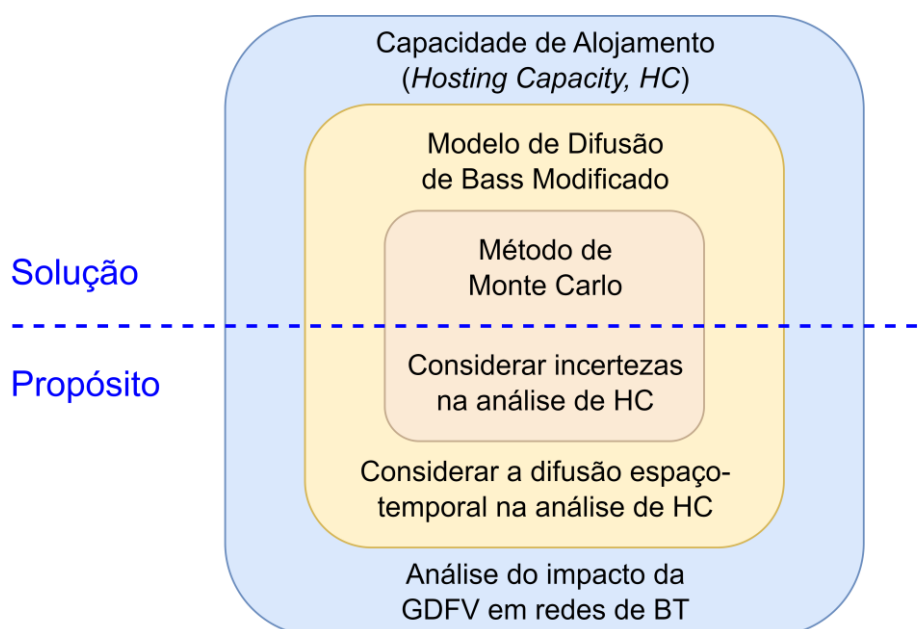 Capacidade de Alojamento
(Hosting Capacity, HC)
Modelo de Difusão
de Bass Modificado
Método de
Monte Carlo
Solução
Propósito
Considerar incertezas
na análise de HC
Considerar a difusão espaço-
temporal na análise de HC
Análise do impacto da
GDFV em redes de BT